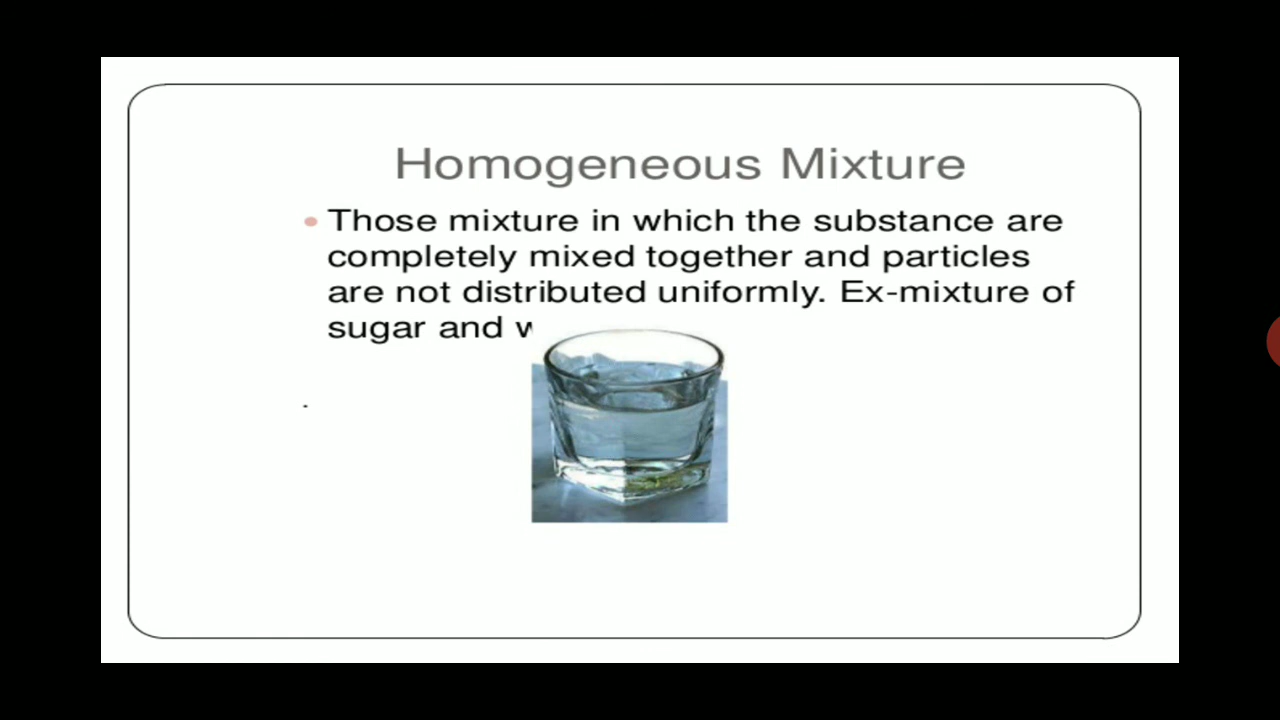 Homogeneous Mixture
• Those mixture in which the substance are
completely mixed together and particles
are not distributed uniformly. Ex-mixture of
sugar and
.